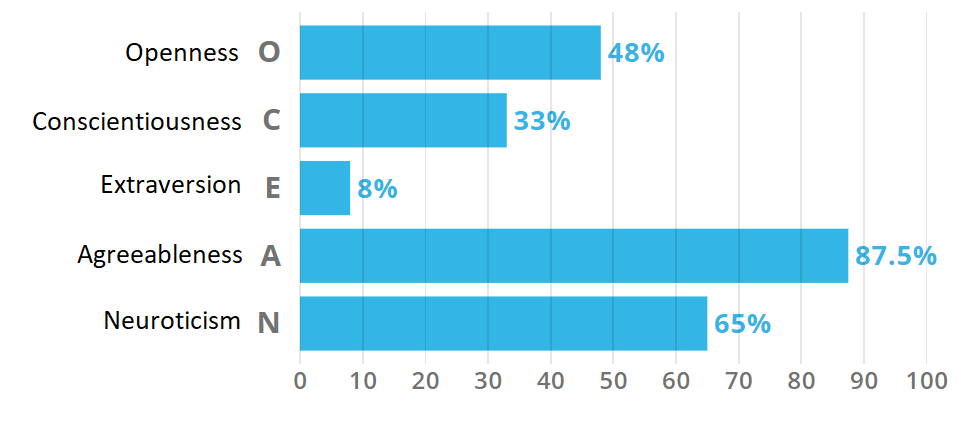 Openness O 48%
Conscientiousness C 33%
Extraversion E 8%
Agreeableness A 87.5%
Neuroticism N 65%
0 10 20 30 40 50 60 70 80 90 100